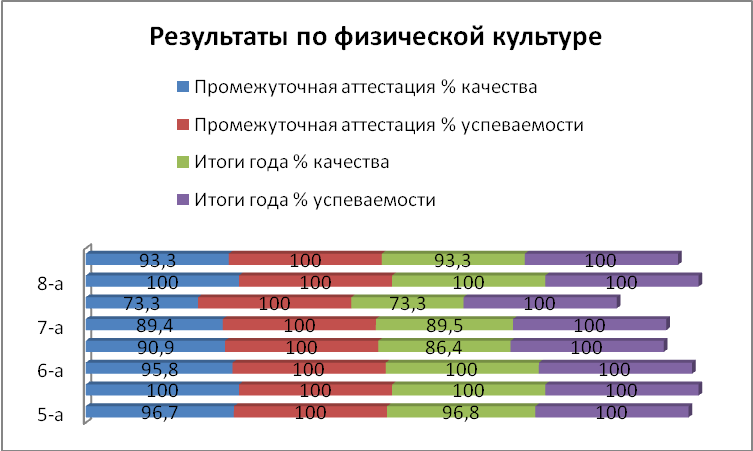 Результаты по физической культуре
Промежуточная аттестация % качества
Промежуточная аттестация % успеваемости
Итоги года % качества
Итоги года % успеваемости
93,3 100 93,3 100
8-а 100 100 100 100
73,3 100 73,3 100
7-а 89,4 100 89,5 100
90,9 100 86,4 100
6-а 95,8 100 100 100
100 100 100 100
5-а 96,7 100 96,8 100